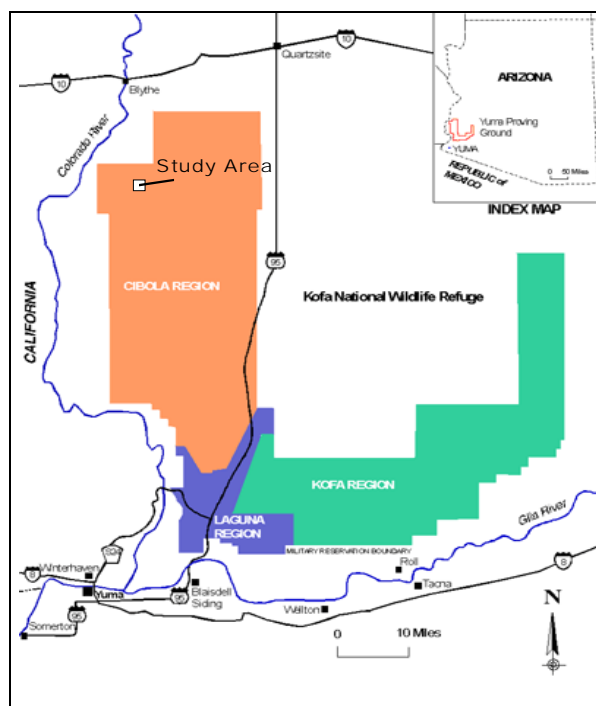 Quartzsite
10
10
ARIZONA
Blythe
Yuma Proving
Ground
YUMA
REPUBLIC of
MEXICO
0 50 Miles
INDEX MAP
Colorado River
Study Area
95
CIBOLA REGION
Kofa National Wildlife Refuge
CALIFORNIA
KOFA REGION
Gila River
LAGUNA
REGION
MILITARY RESERVATION BOUNDARY
8
Winterhaven
Roll
8
Yuma
Blaisdell
Siding
95
Tacna
Wellton
95
Somerton
0 10 Miles
N